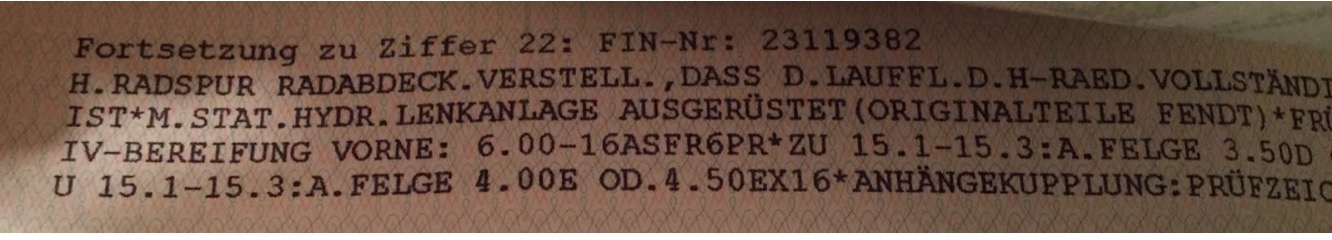 Fortsetzung zu Ziffer 22: FIN-Nr: 23119382
H.RADSPUR RADABDECK.VERSTELL.,DASS D.LAUFFL.D.H-RAED.VOLLSTÄNDI
IST*M.STAT.HYDR.LENKANLAGE AUSGERÜSTET(ORIGINALTEILE FENDT)*FRÜ
IV-BEREIFUNG VORNE: 6.00-16ASFR6PR*ZU 15.1-15.3:A.FELGE 3.50D
U 15.1-15.3:A.FELGE 4.00E OD.4.50EX16*ANHÄNGEKUPPLUNG:PRÜFZEIC